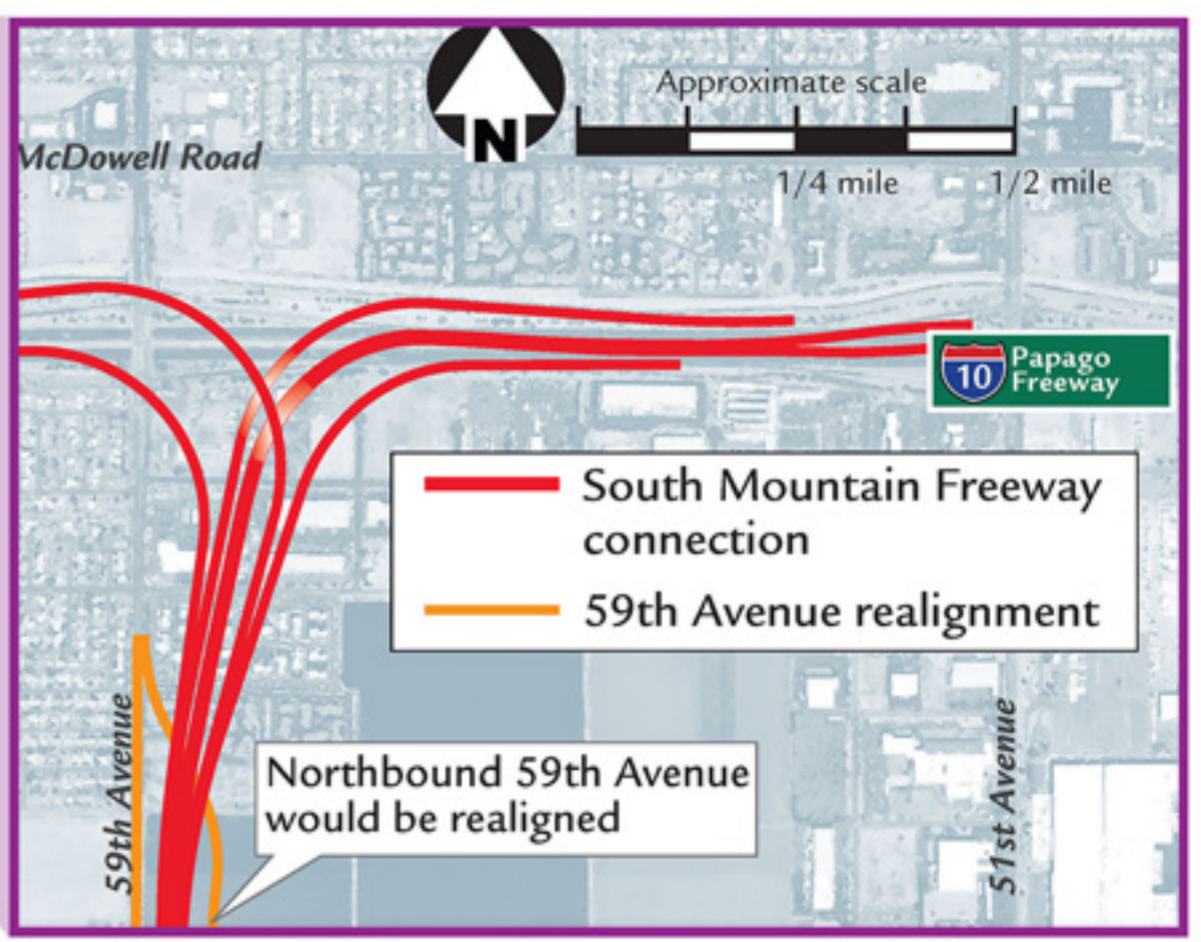 N
Approximate scale
1/4 mile
1/2 mile
McDowell Road
10
Papago
Freeway
South Mountain Freeway
connection
59th Avenue realignment
59th Avenue
Northbound 59th Avenue
would be realigned
51st Avenue